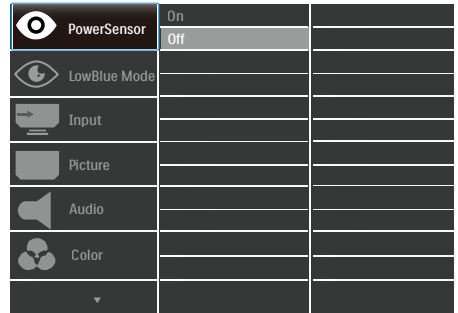 PowerSensor
On
Off
LowBlue Mode
Input
Picture
Audio
Color